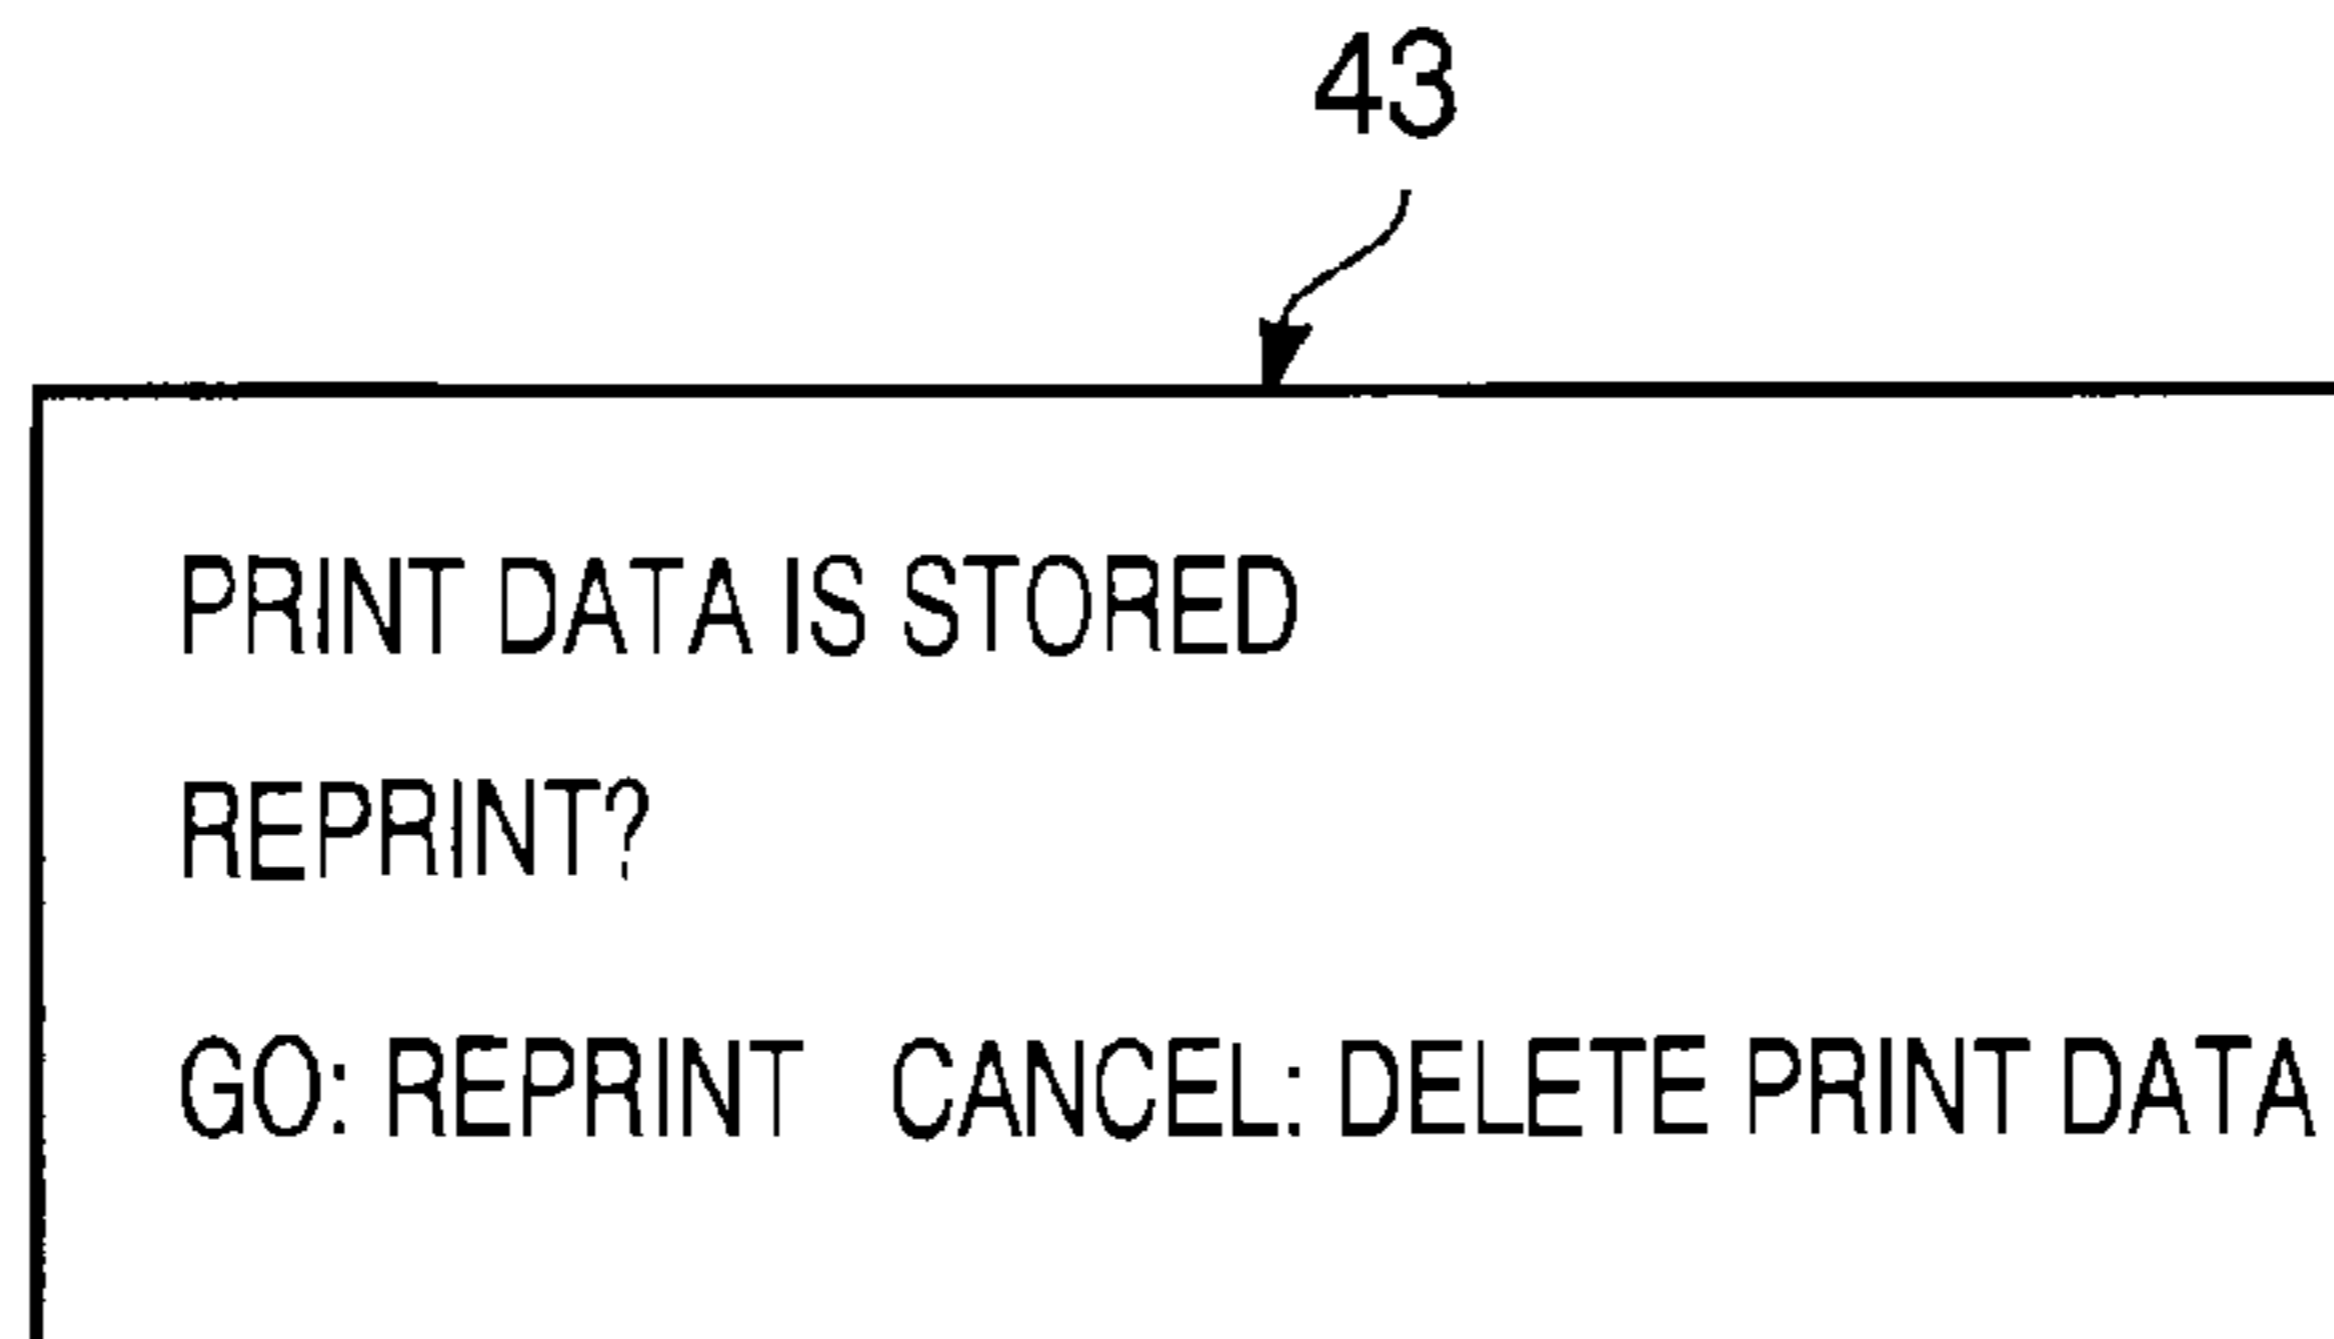 43
PRINT DATA IS STORED
REPRINT?
GO: REPRINT CANCEL: DELETE PRINT DATA